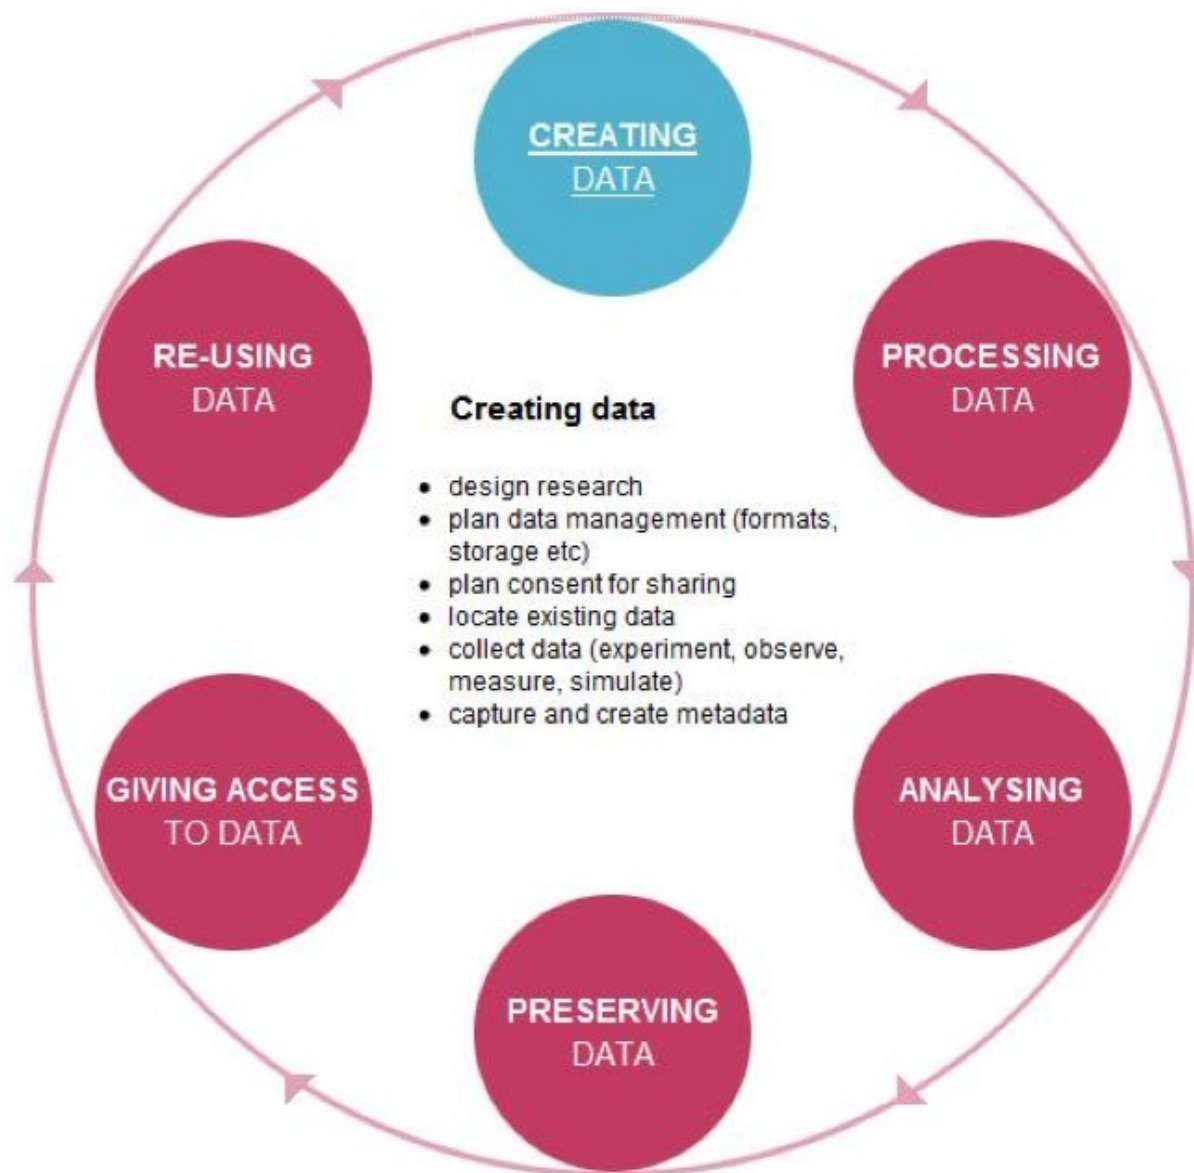 CREATING
DATA
RE-USING
DATA
PROCESSING
DATA
Creating data
• design research
• plan data management (formats,
storage etc)
• plan consent for sharing
• locate existing data
• collect data (experiment, observe,
measure, simulate)
• capture and create metadata
GIVING ACCESS
TO DATA
ANALYSING
DATA
PRESERVING
DATA